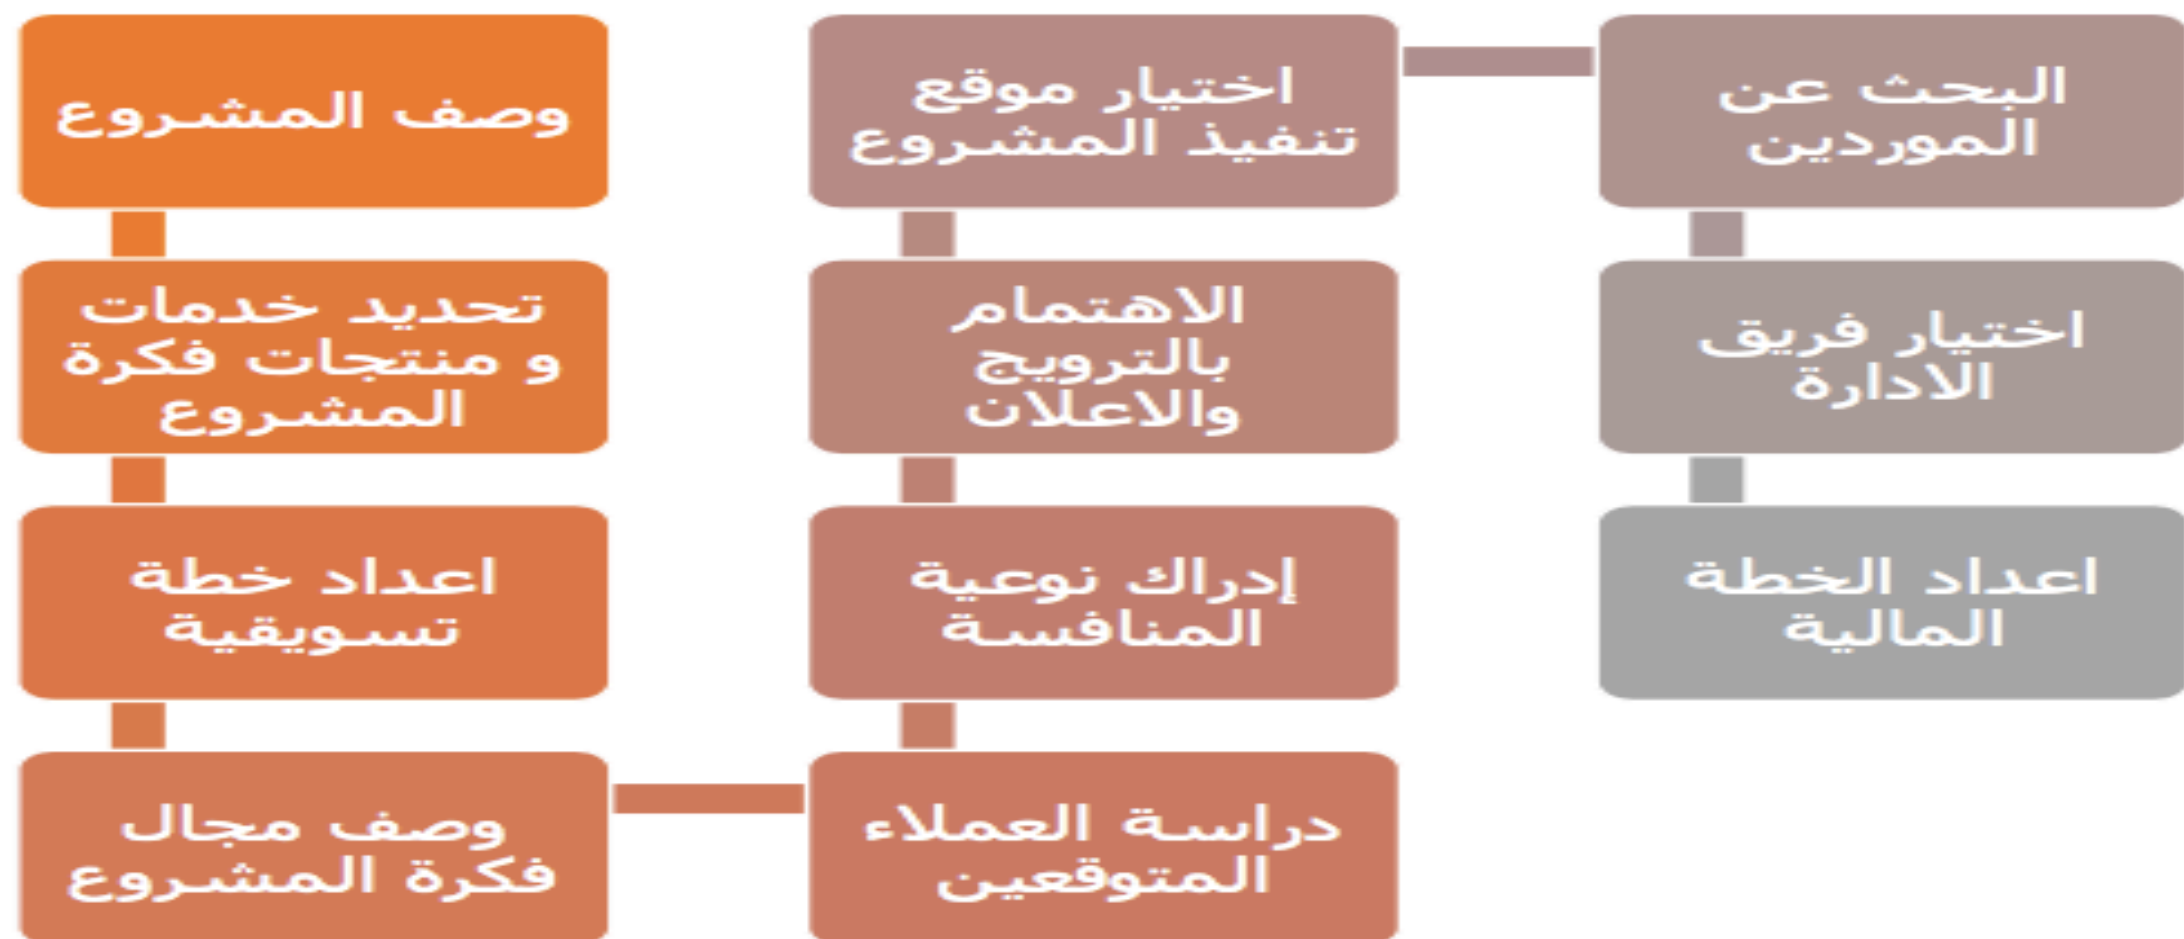 وصف المشروع
تحديد خدمات
و منتجات فكرة
المشروع
اعداد خطة
تسويقية
وصف مجال
فكرة المشروع
دراسة العملاء
المتوقعين
إدراك نوعية
المنافسة
الاهتمام
بالترويج
والاعلان
اختيار موقع
تنفيذ المشروع
البحث عن
الموردين
اختيار فريق
الادارة
اعداد الخطة
المالية